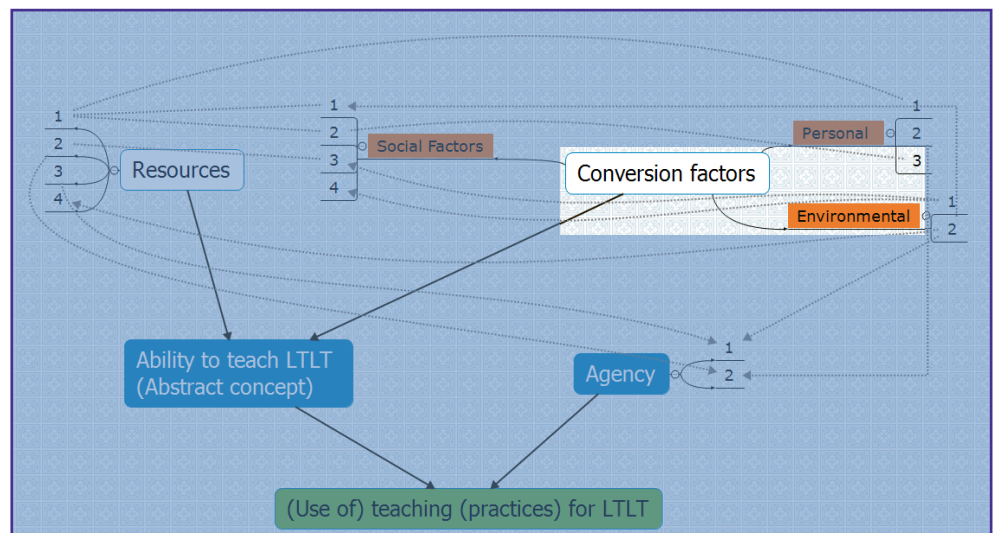 1
2
3
4
Resources
1
2
3
4
Social Factors
Conversion factors
Personal
1
2
3
Environmental
1
2
Ability to teach LTLT
(Abstract concept)
Agency
1
2
(Use of) teaching (practices) for LTLT